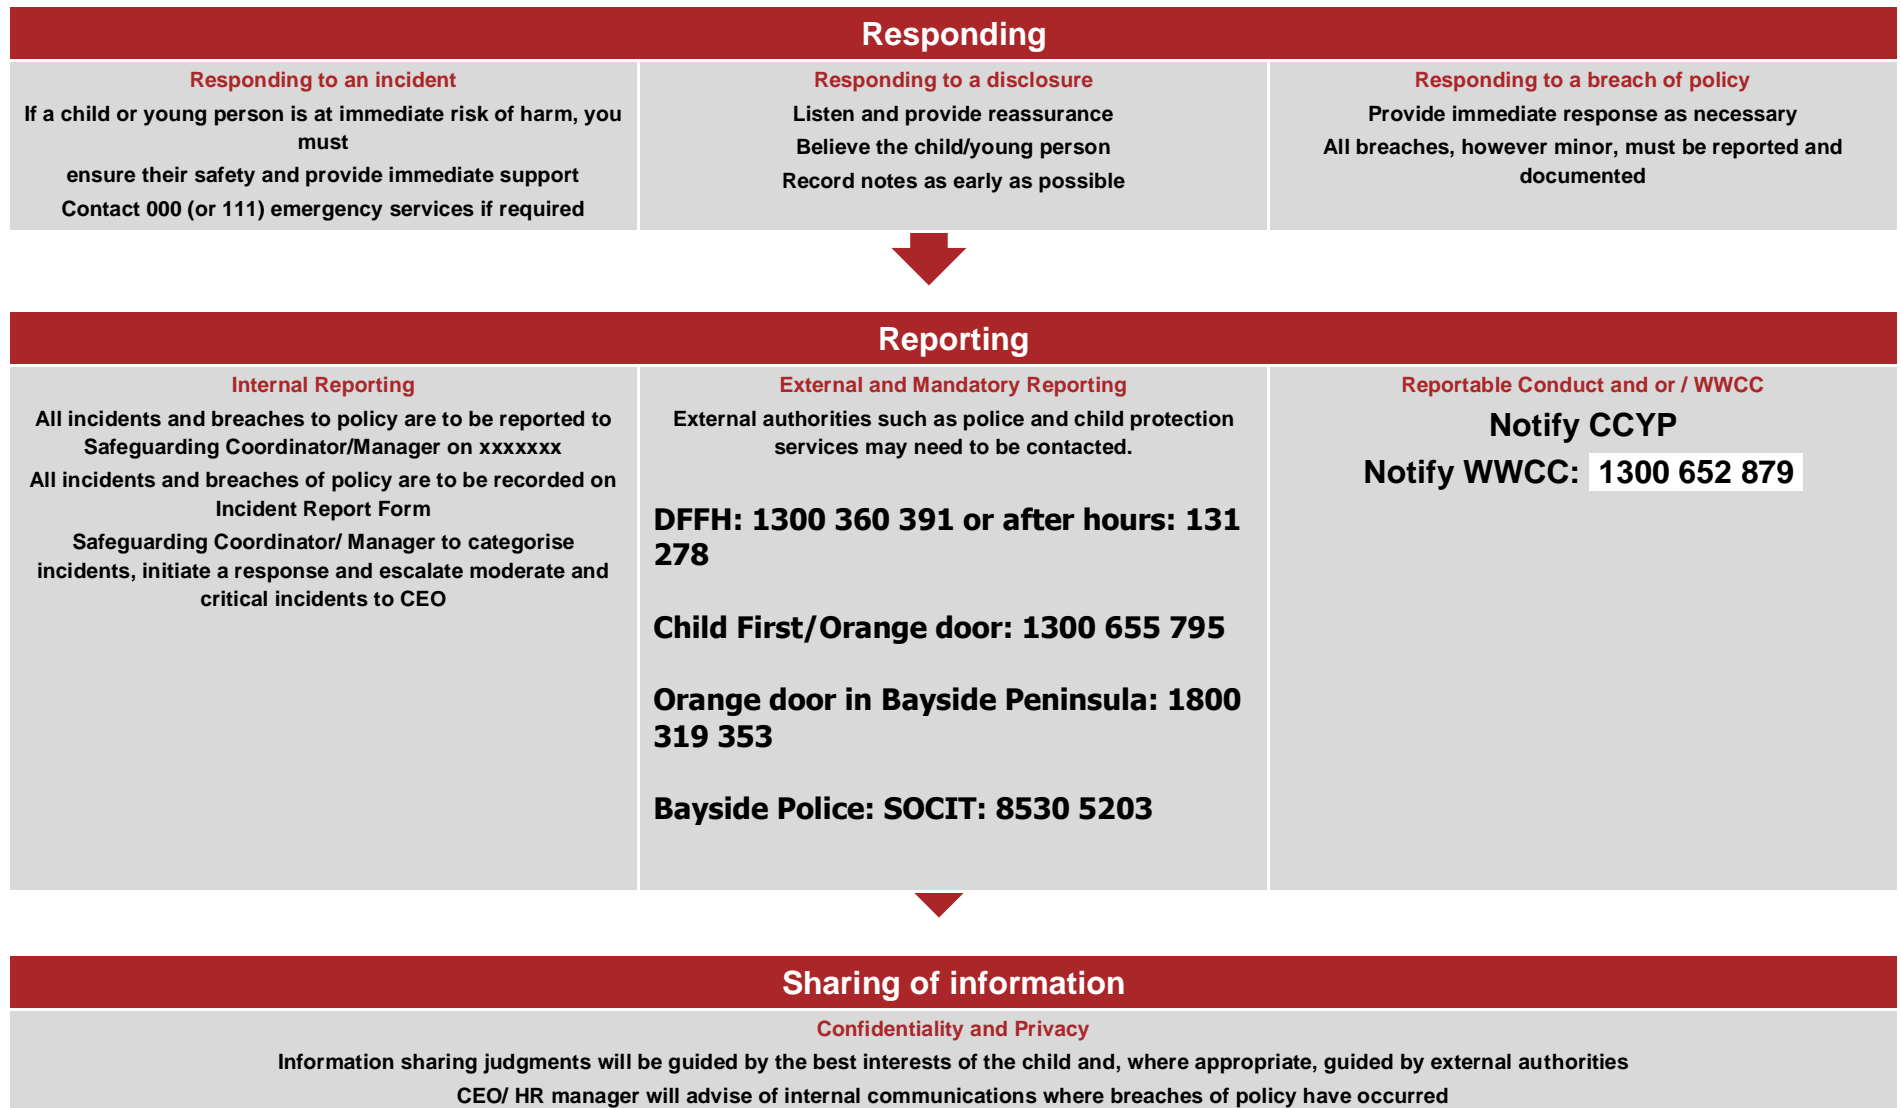 Responding
Responding to an incident
If a child or young person is at immediate risk of harm, you
must
ensure their safety and provide immediate support
Contact 000 (or 111) emergency services if required
Responding to a disclosure
Listen and provide reassurance
Believe the child/young person
Record notes as early as possible
Responding to a breach of policy
Provide immediate response as necessary
All breaches, however minor, must be reported and
documented
Reporting
Internal Reporting
All incidents and breaches to policy are to be reported to
Safeguarding Coordinator/Manager on xxxxxxx
All incidents and breaches of policy are to be recorded on
Incident Report Form
Safeguarding Coordinator/ Manager to categorise
incidents, initiate a response and escalate moderate and
critical incidents to CEO
External and Mandatory Reporting
External authorities such as police and child protection
services may need to be contacted.
DFFH: 1300 360 391 or after hours: 131
278
Child First/Orange door: 1300 655 795
Orange door in Bayside Peninsula: 1800
319 353
Bayside Police: SOCIT: 8530 5203
Reportable Conduct and or / WWCC
Notify CCYP
Notify WWCC: 1300 652 879
Sharing of information
Confidentiality and Privacy
Information sharing judgments will be guided by the best interests of the child and, where appropriate, guided by external authorities
CEO/ HR manager will advise of internal communications where breaches of policy have occurred